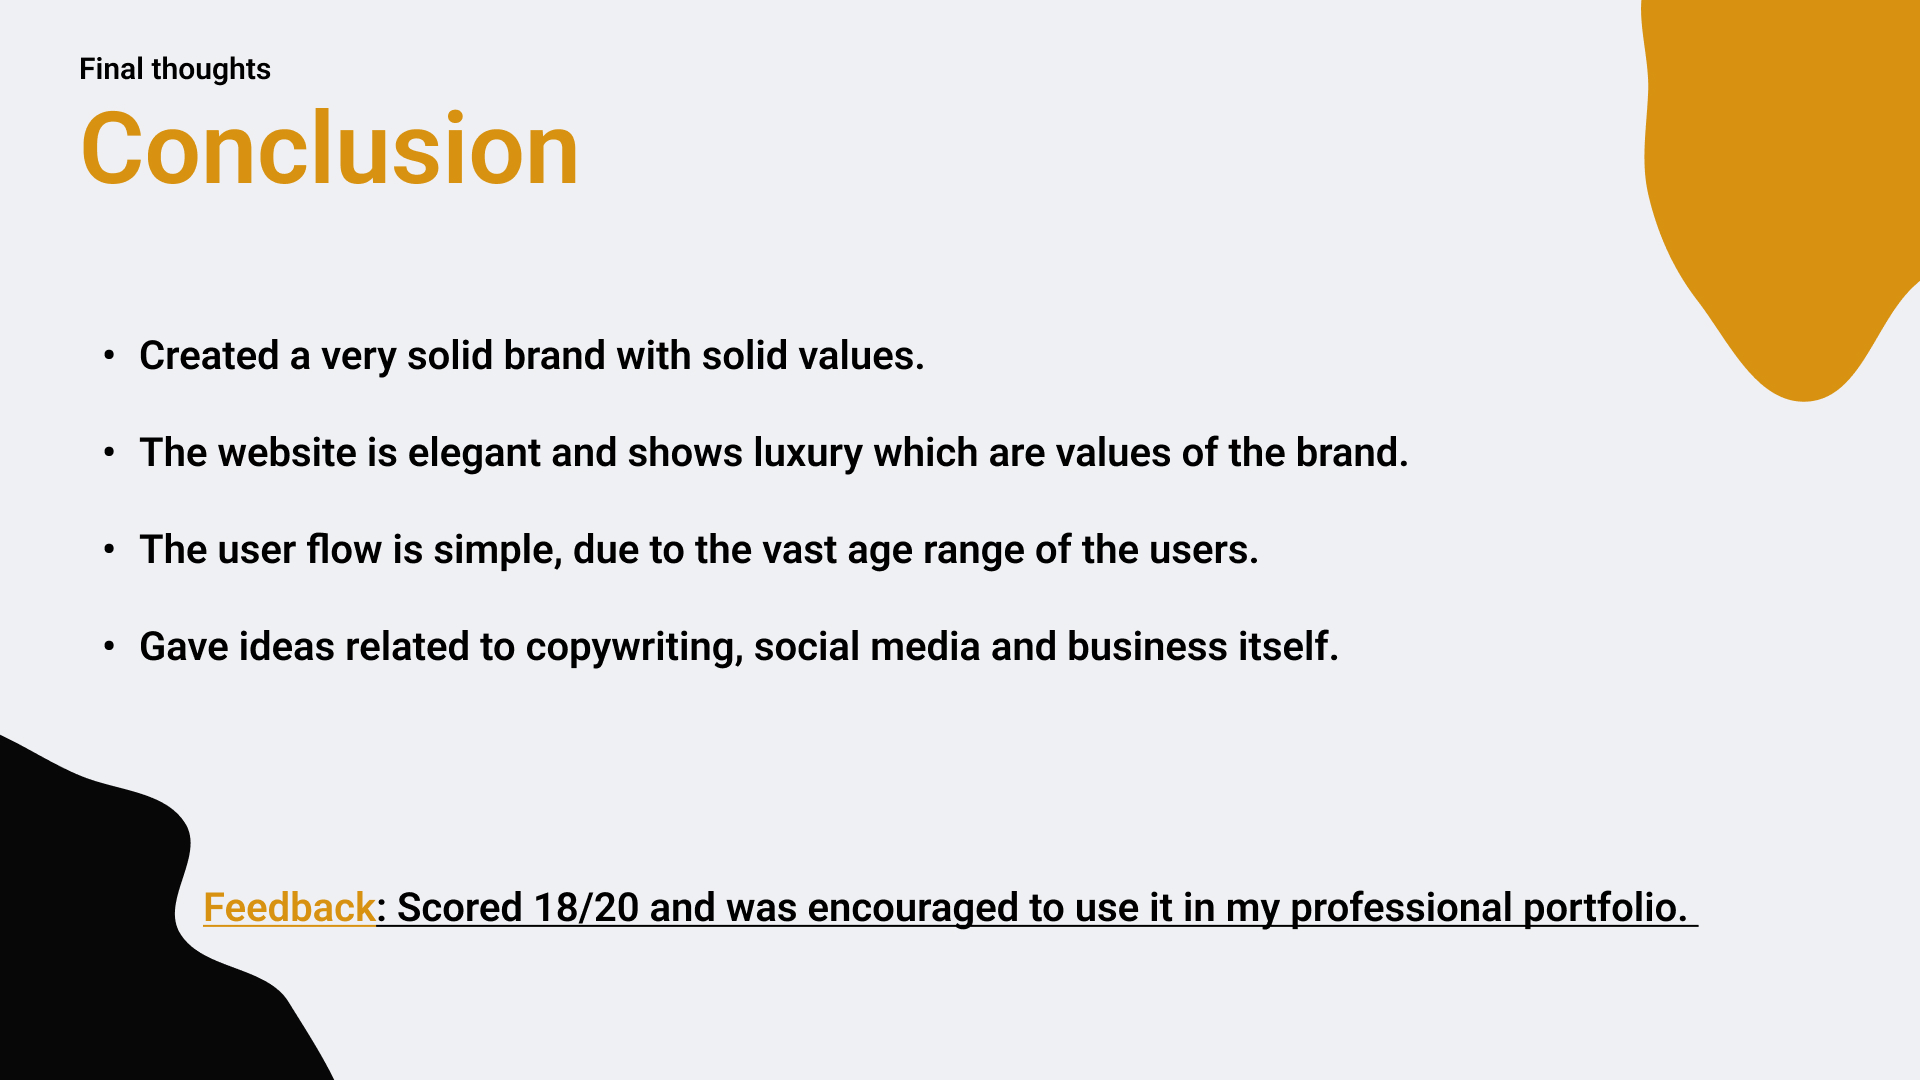 Final thoughts
Conclusion
• Created a very solid brand with solid values.
• The website is elegant and shows luxury which are values of the brand.
• The user flow is simple, due to the vast age range of the users.
• Gave ideas related to copywriting, social media and business itself.
Feedback: Scored 18/20 and was encouraged to use it in my professional portfolio.